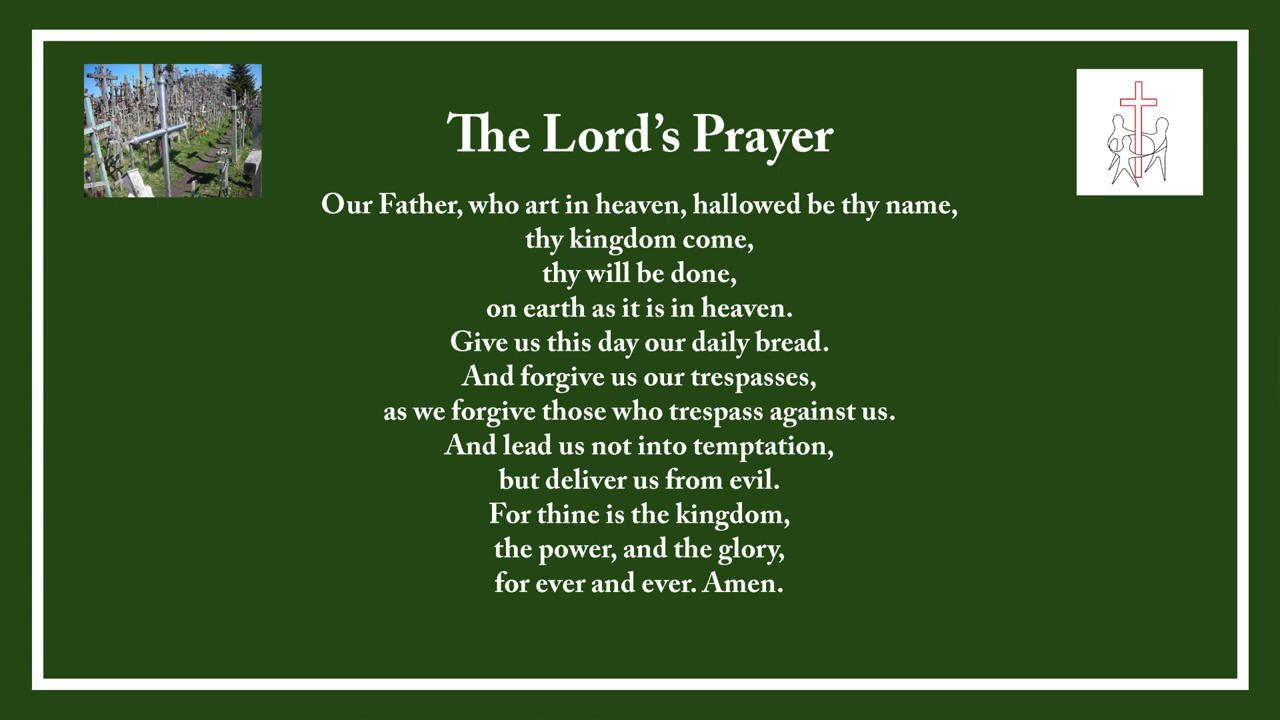 The Lord’s Prayer
Our Father, who art in heaven, hallowed be thy name,
thy kingdom come,
thy will be done,
on earth as it is in heaven.
Give us this day our daily bread.
And forgive us our trespasses,
as we forgive those who trespass against us.
And lead us not into temptation,
but deliver us from evil.
For thine is the kingdom,
the power, and the glory,
for ever and ever. Amen.